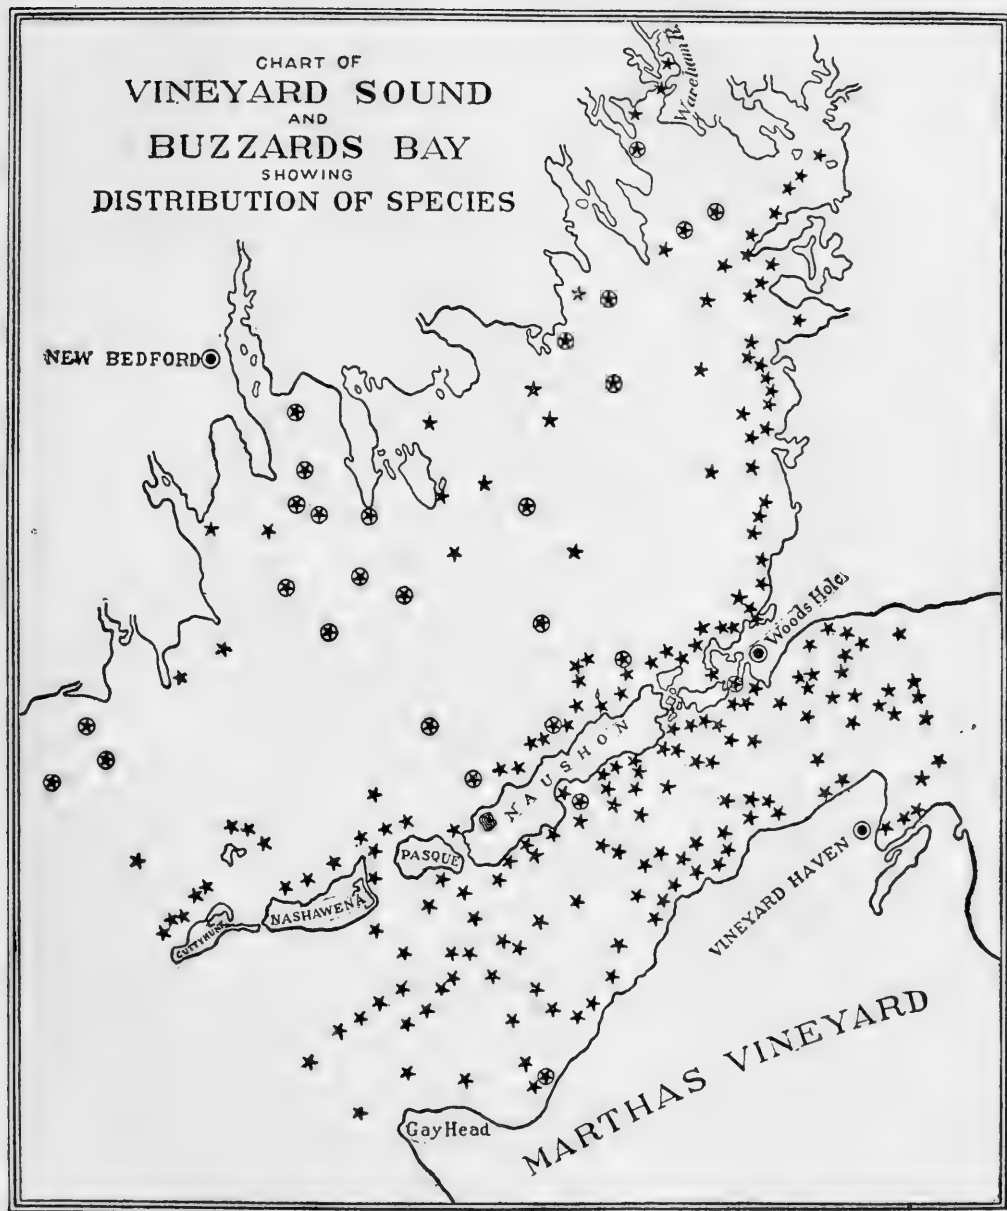 CHART OF
VINEYARD SOUND
AND
BUZZARDS BAY
SHOWING
DISTRIBUTION OF SPECIES
Wareham R.
NEW BEDFORD
Woods Hole
NAUSHON
PASQUE
NASHAWENA
CUTTYHUNK
VINEYARD HAVEN
MARTHAS VINEYARD
Gay Head